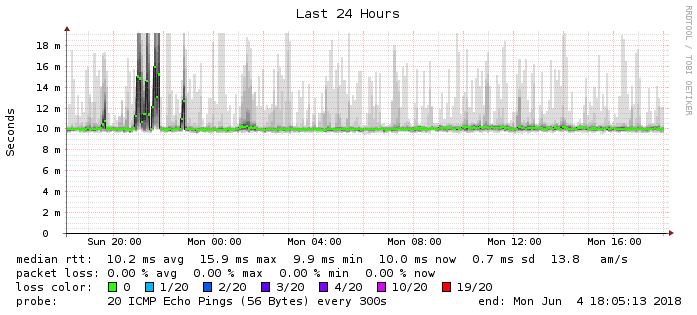 Last 24 Hours
RRDTOOL / TOBI OETIKER
Seconds
18 m
16 m
14 m
12 m
10 m
8 m
6 m
4 m
2 m
0
Sun 20:00 Mon 00:00 Mon 04:00 Mon 08:00 Mon 12:00 Mon 16:00
median rtt: 10.2 ms avg 15.9 ms max 9.9 ms min 10.0 ms now 0.7 ms sd 13.8 am/s
packet loss: 0.00 % avg 0.00 % max 0.00 % min 0.00 % now
loss color: 0 1/20 2/20 3/20 4/20 10/20 19/20
probe: 20 ICMP Echo Pings (56 Bytes) every 300s end: Mon Jun 4 18:05:13 2018